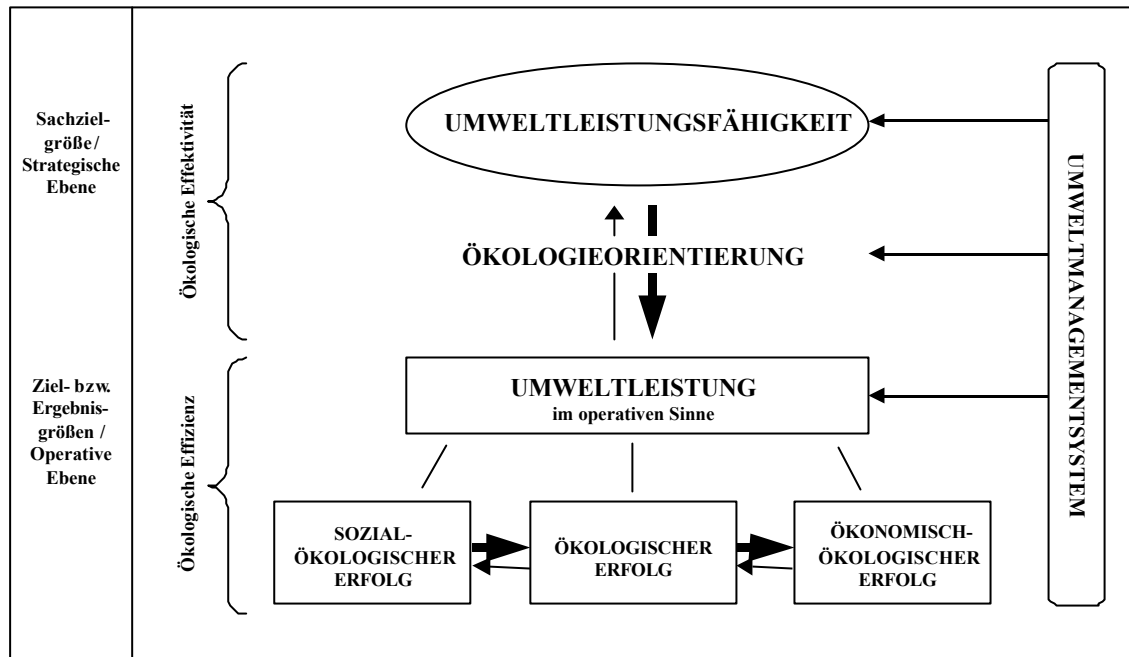 Sachziel-
größe /
Strategische
Ebene
Ökologische Effektivität
UMWELTLEISTUNGSFÄHIGKEIT
ÖKOLOGIEORIENTIERUNG
Ziel- bzw.
Ergebnis-
größen /
Operative
Ebene
Ökologische Effizienz
UMWELTLEISTUNG
im operativen Sinne
SOZIAL-
ÖKOLOGISCHER
ERFOLG
ÖKOLOGISCHER
ERFOLG
ÖKONOMISCH-
ÖKOLOGISCHER
ERFOLG
UMWELTMANAGEMENTSYSTEM